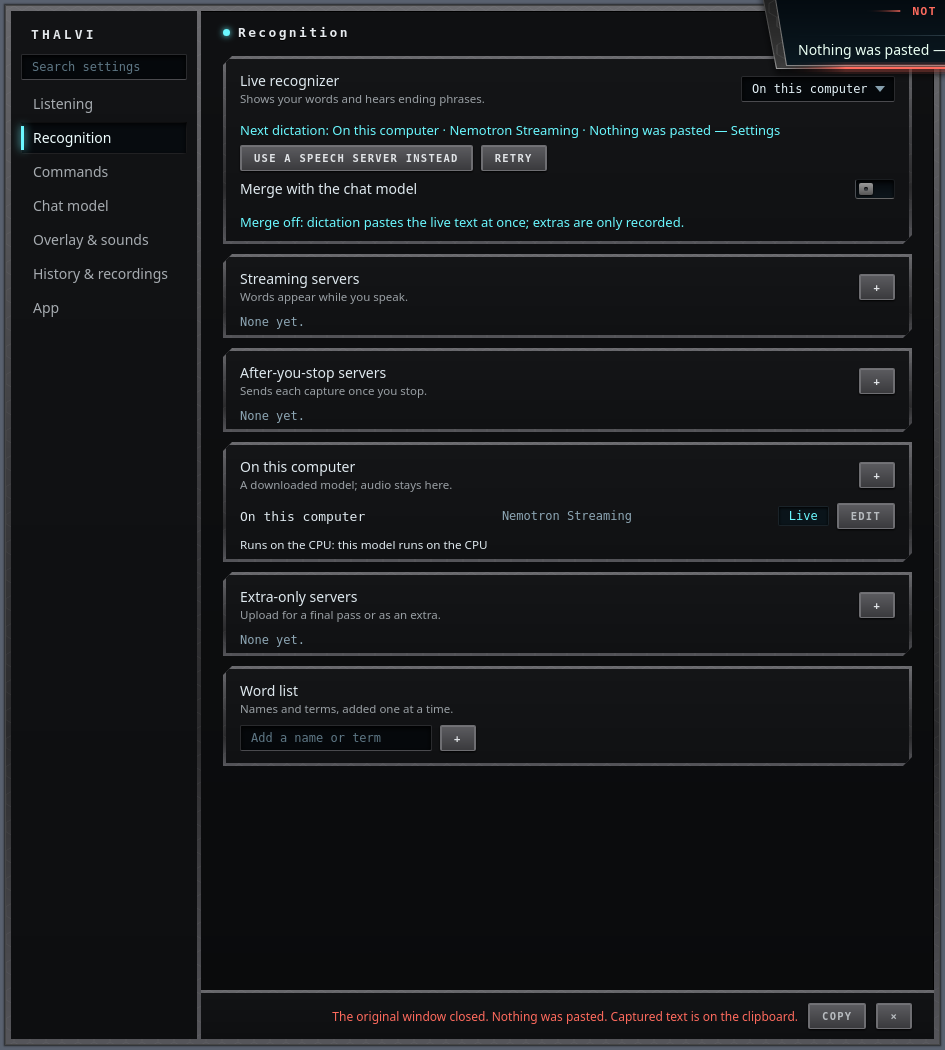 THALVI
Search settings
Listening
Recognition
Commands
Chat model
Overlay & sounds
History & recordings
App
Recognition
NOT
Nothing was pasted —
Live recognizer
Shows your words and hears ending phrases.
On this computer
Next dictation: On this computer · Nemotron Streaming · Nothing was pasted — Settings
USE A SPEECH SERVER INSTEAD
RETRY
Merge with the chat model
Merge off: dictation pastes the live text at once; extras are only recorded.
Streaming servers
Words appear while you speak.
+
None yet.
After-you-stop servers
Sends each capture once you stop.
+
None yet.
On this computer
A downloaded model; audio stays here.
+
On this computer
Nemotron Streaming
Live
EDIT
Runs on the CPU: this model runs on the CPU
Extra-only servers
Upload for a final pass or as an extra.
+
None yet.
Word list
Names and terms, added one at a time.
Add a name or term
+
The original window closed. Nothing was pasted. Captured text is on the clipboard.
COPY
×